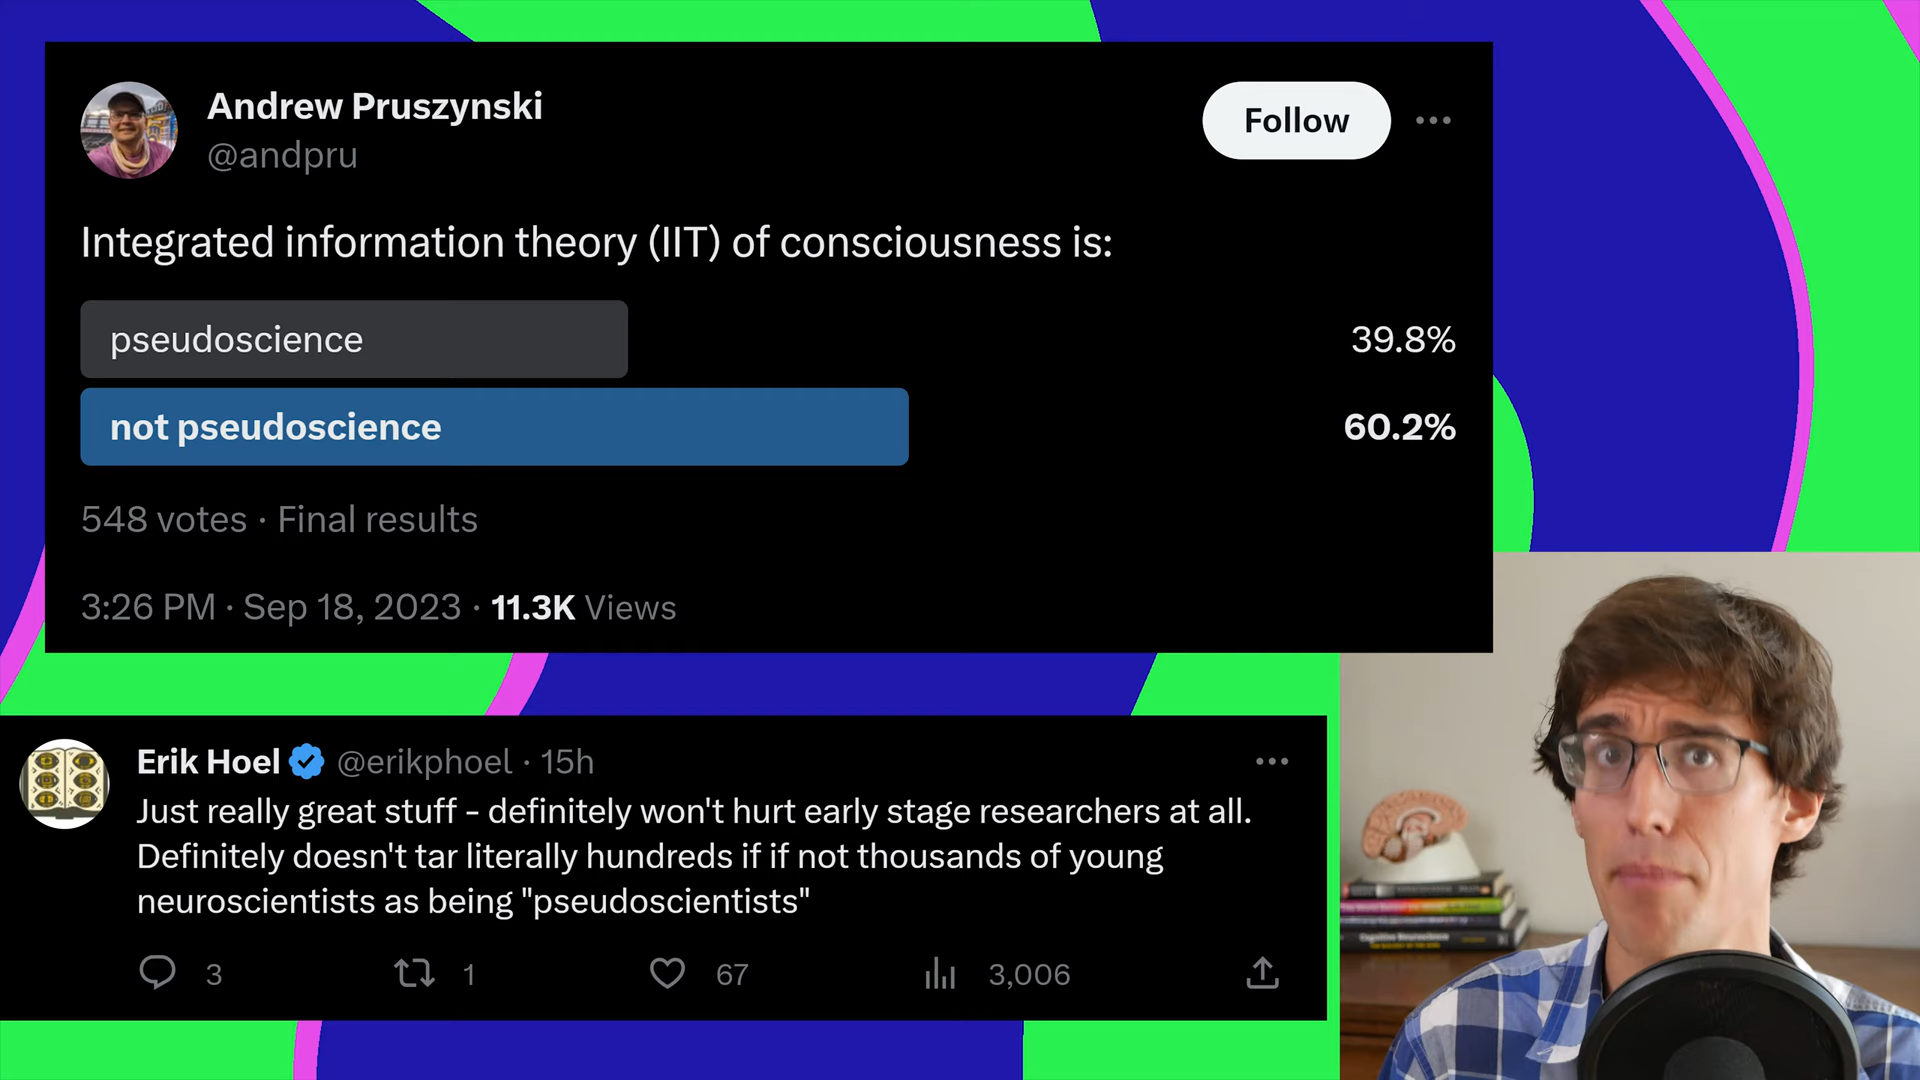 Andrew Pruszynski
@andpru
Follow
Integrated information theory (IIT) of consciousness is:
pseudoscience
39.8%
not pseudoscience
60.2%
548 votes · Final results
3:26 PM · Sep 18, 2023 · 11.3K Views
Erik Hoel @erikphoel · 15h
Just really great stuff – definitely won't hurt early stage researchers at all.
Definitely doesn't tar literally hundreds if if not thousands of young
neuroscientists as being "pseudoscientists"
3
1
67
3,006
Cognitive Neuroscience